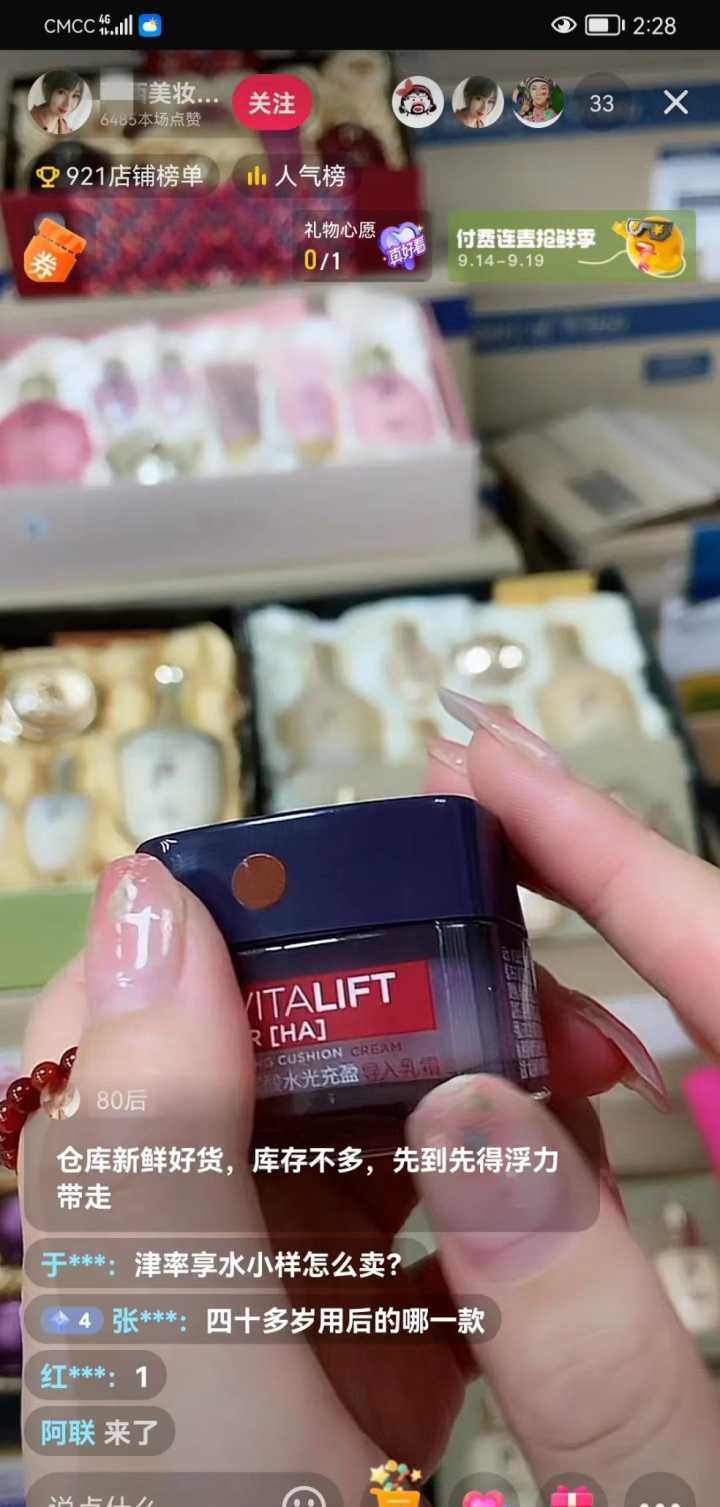 CMCC 4G 2:28
美妆...
6485本场点赞
关注
33
921店铺榜单
人气榜
券
礼物心愿
0/1
真好看
付费连麦抢鲜季
9.14-9.19
VITALIFT
R [HA]
CUSHION CREAM
水光充盈导入乳霜
80后
仓库新鲜好货，库存不多，先到先得浮力
带走
于***：津率享水小样怎么卖？
4 张***：四十多岁用后的哪一款
红***：1
阿联 来了
说点什么